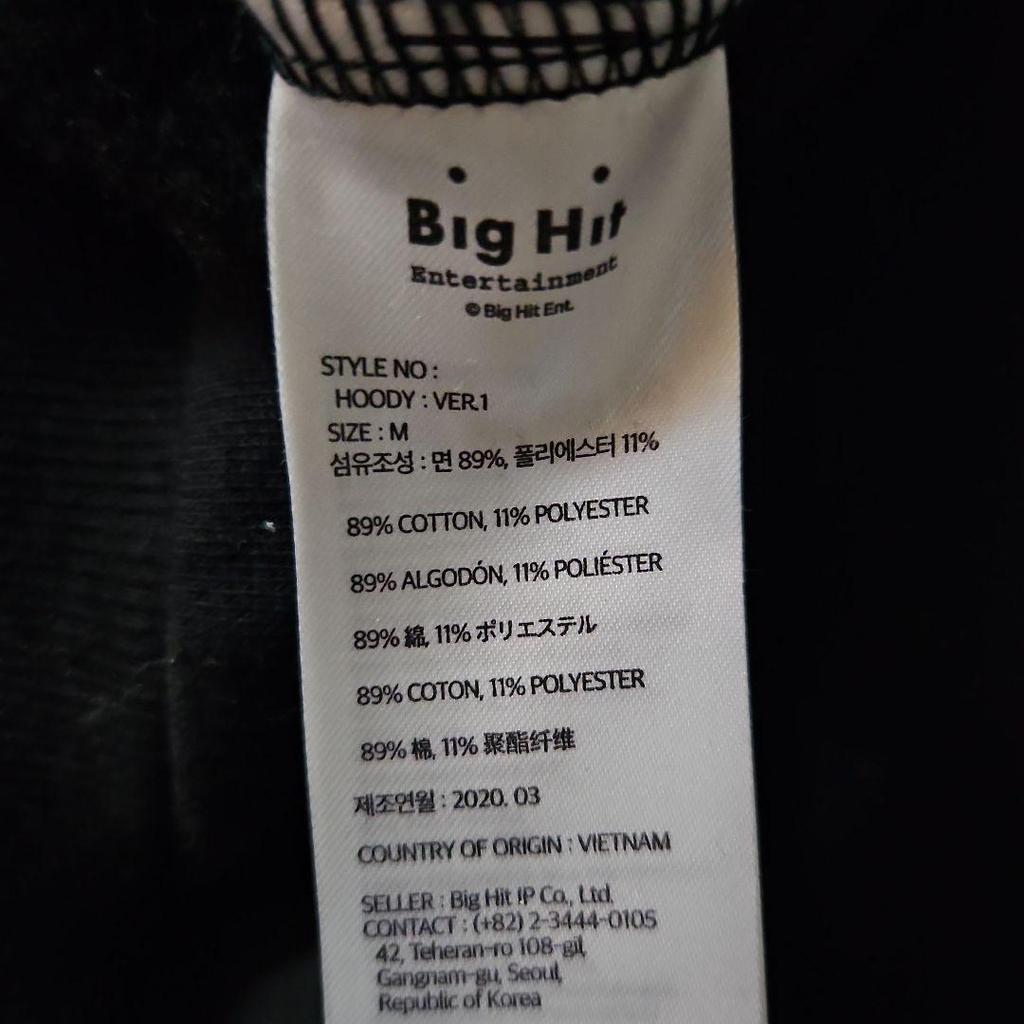 Big Hit
Entertainment
© Big Hit Ent.
STYLE NO :
HOODY : VER.1
SIZE : M
섬유조성 : 면 89%, 폴리에스터 11%
89% COTTON, 11% POLYESTER
89% ALGODÓN, 11% POLIÉSTER
89% 綿, 11% ポリエステル
89% COTON, 11% POLYESTER
89% 棉, 11% 聚酯纤维
제조연월 : 2020. 03
COUNTRY OF ORIGIN : VIETNAM
SELLER : Big Hit IP Co., Ltd.
CONTACT : (+82) 2-3444-0105
42, Teheran-ro 108-gil,
Gangnam-gu, Seoul,
Republic of Korea